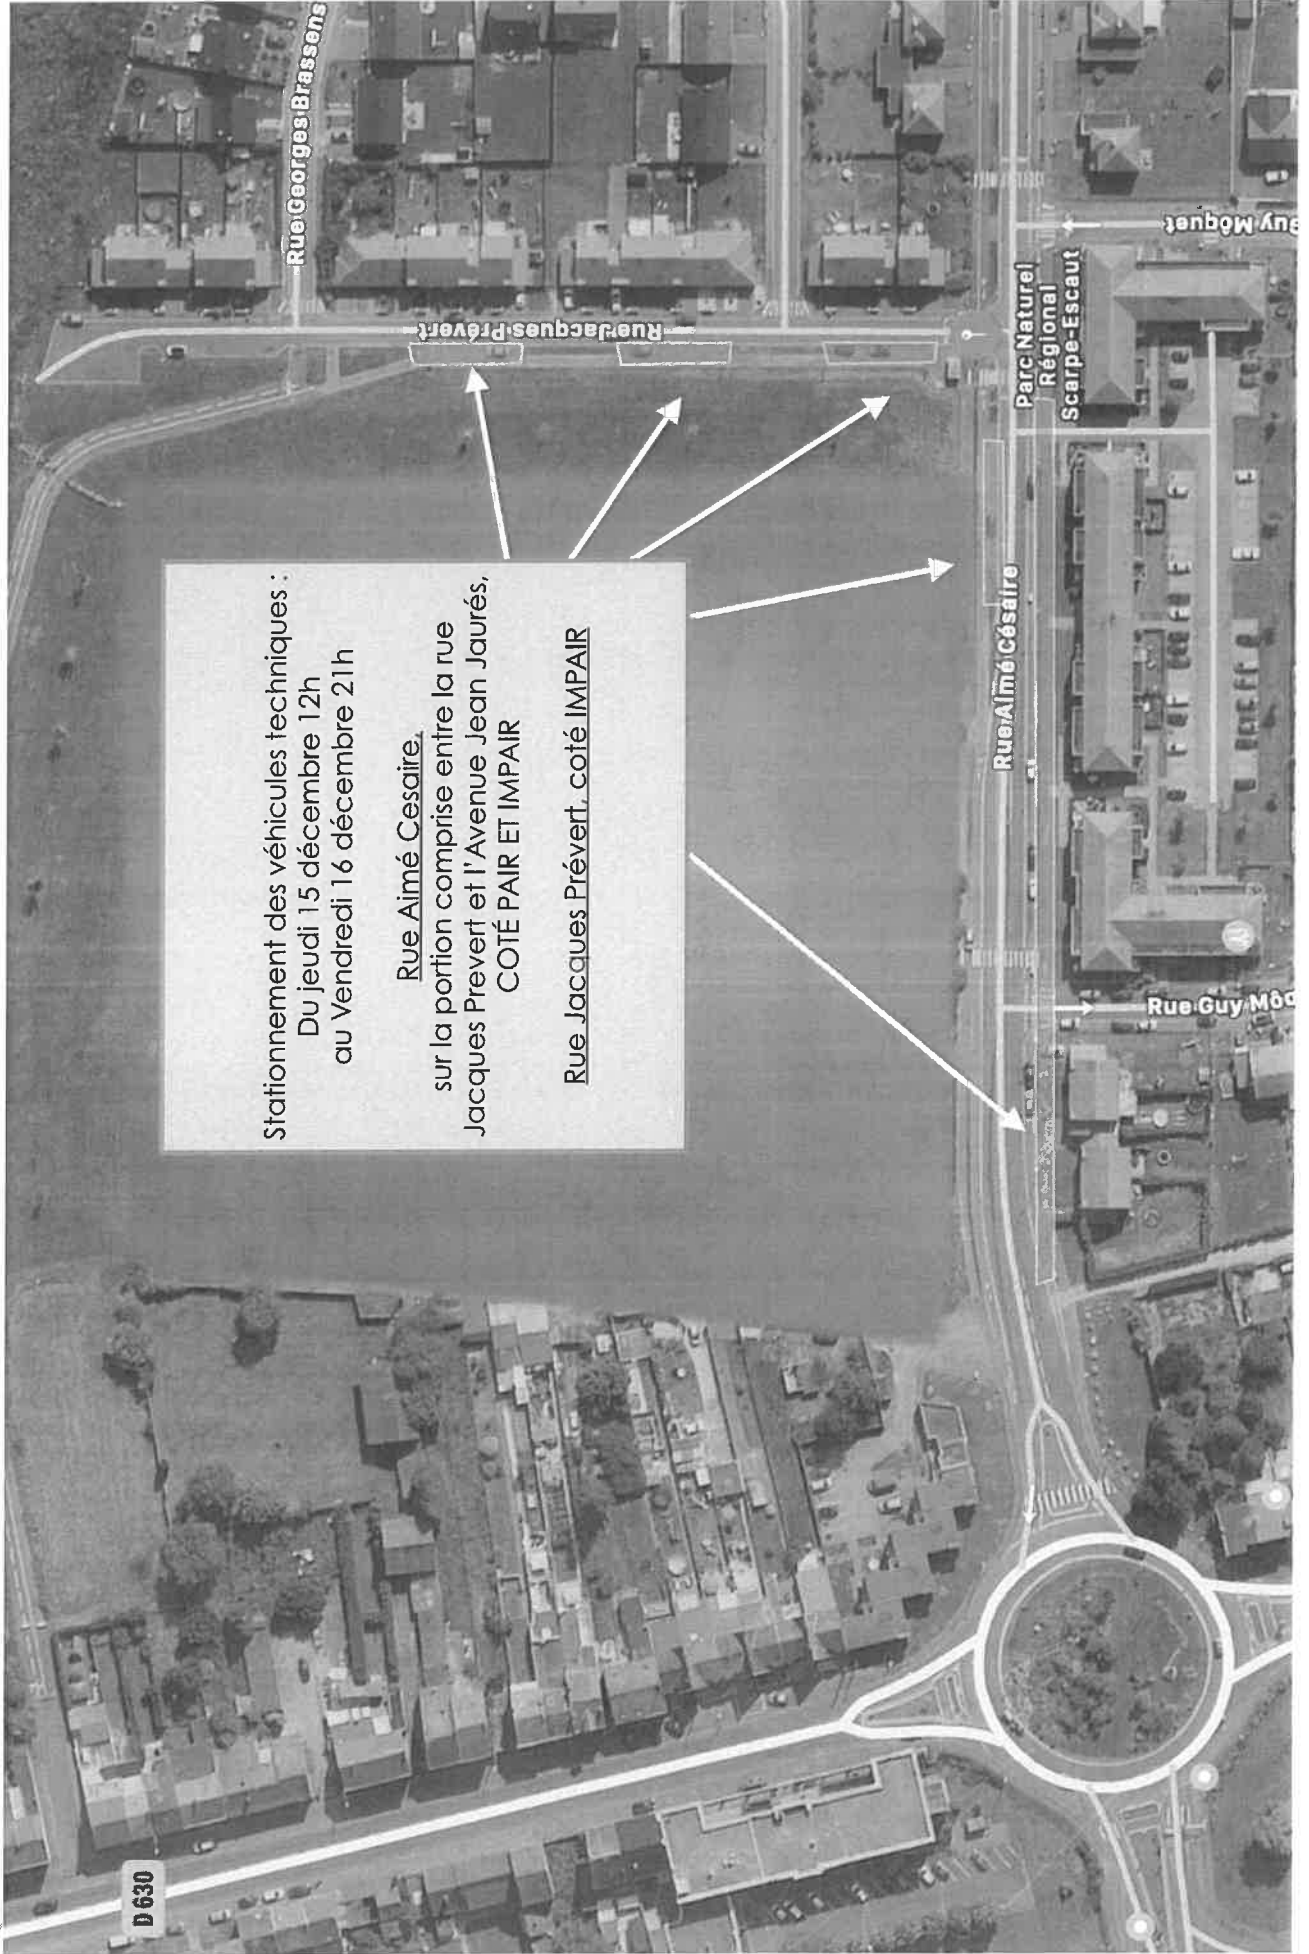 Stationnement des véhicules techniques :
Du jeudi 15 décembre 12h
au Vendredi 16 décembre 21h
Rue Aimé Cesaire,
sur la portion comprise entre la rue
Jacques Prevert et l'Avenue Jean Jaurés,
COTÉ PAIR ET IMPAIR
Rue Jacques Prévert, coté IMPAIR
Rue Georges Brassens
Rue Jacques Prévert
Parc Naturel
Régional
Scarpe-Escaut
Guy Môquet
Rue Aimé Césaire
Rue Guy Môq
D 630